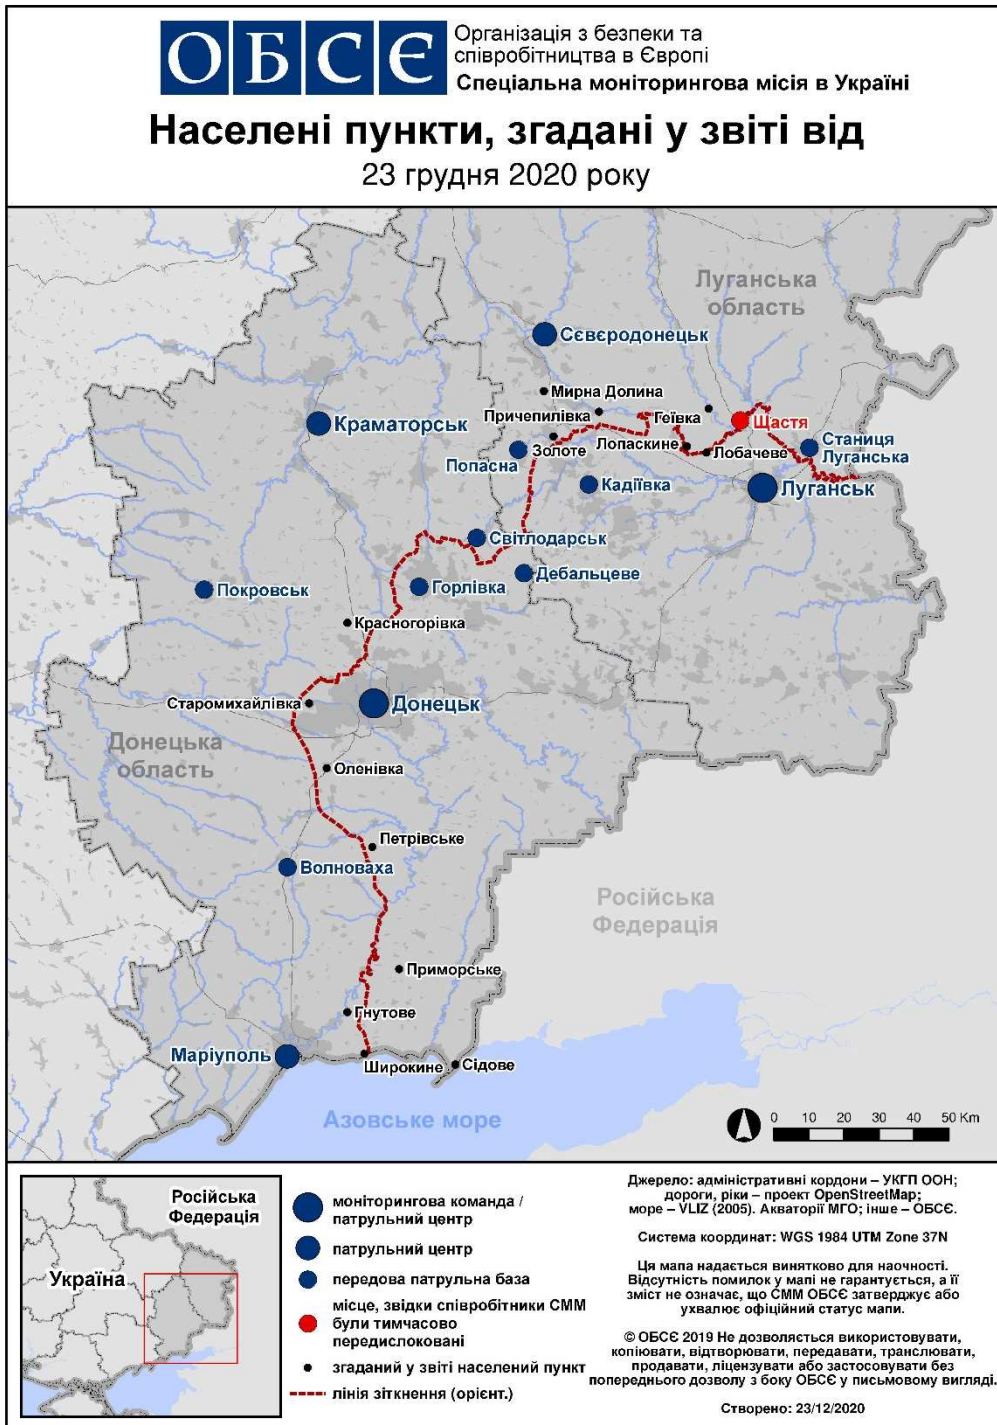 ОБСЄ
Організація з безпеки та
співробітництва в Європі
Спеціальна моніторингова місія в Україні
Населені пункти, згадані у звіті від
23 грудня 2020 року
Луганська
область
Сєвєродонецьк
Мирна Долина
Причепилівка
Геївка
Щастя
Краматорськ
Золоте
Лопаскине
Лобачеве
Станиця
Луганська
Попасна
Кадіївка
Луганськ
Світлодарськ
Дебальцеве
Покровськ
Горлівка
Красногорівка
Старомихайлівка
Донецьк
Донецька
область
Оленівка
Петрівське
Волноваха
Російська
Федерація
Приморське
Гнутове
Маріуполь
Широкине
Сідове
Азовське море
0 10 20 30 40 50 Km
Російська
Федерація
Україна
моніторингова команда /
патрульний центр
патрульний центр
передова патрульна база
місце, звідки співробітники СММ
були тимчасово
передислоковані
згаданий у звіті населений пункт
лінія зіткнення (орієнт.)
Джерело: адміністративні кордони – УКГП ООН;
дороги, ріки – проект OpenStreetMap;
море – VLIZ (2005). Акваторії МГО; інше – ОБСЄ.
Система координат: WGS 1984 UTM Zone 37N
Ця мапа надається винятково для наочності.
Відсутність помилок у мапі не гарантується, а її
зміст не означає, що СММ ОБСЄ затверджує або
ухвалює офіційний статус мапи.
© ОБСЄ 2019 Не дозволяється використовувати,
копіювати, відтворювати, передавати, транслювати,
продавати, ліцензувати або застосовувати без
попереднього дозволу з боку ОБСЄ у письмовому вигляді.
Створено: 23/12/2020